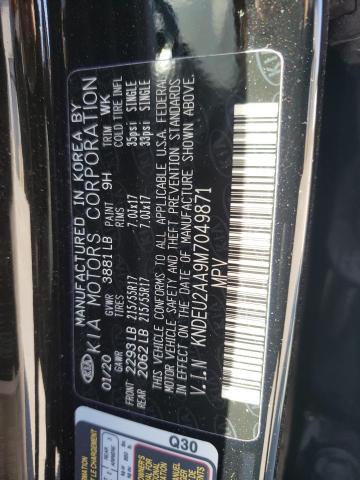 MANUFACTURED IN KOREA BY
KIA MOTORS CORPORATION
01/20 GVWR 3881LB PAINT 9H TRIM WK
GAWR TIRES RIMS COLD TIRE INFL
FRONT 2293LB 215/55R17 7.0Jx17 35psi SINGLE
REAR 2062LB 215/55R17 7.0Jx17 33psi SINGLE
THIS VEHICLE CONFORMS TO ALL APPLICABLE U.S.A. FEDERAL
MOTOR VEHICLE SAFETY AND THEFT PREVENTION STANDARDS
IN EFFECT ON THE DATE OF MANUFACTURE SHOWN ABOVE.
V.I.N KNDEU2AA9M7049871
MPV
KIA
Q30